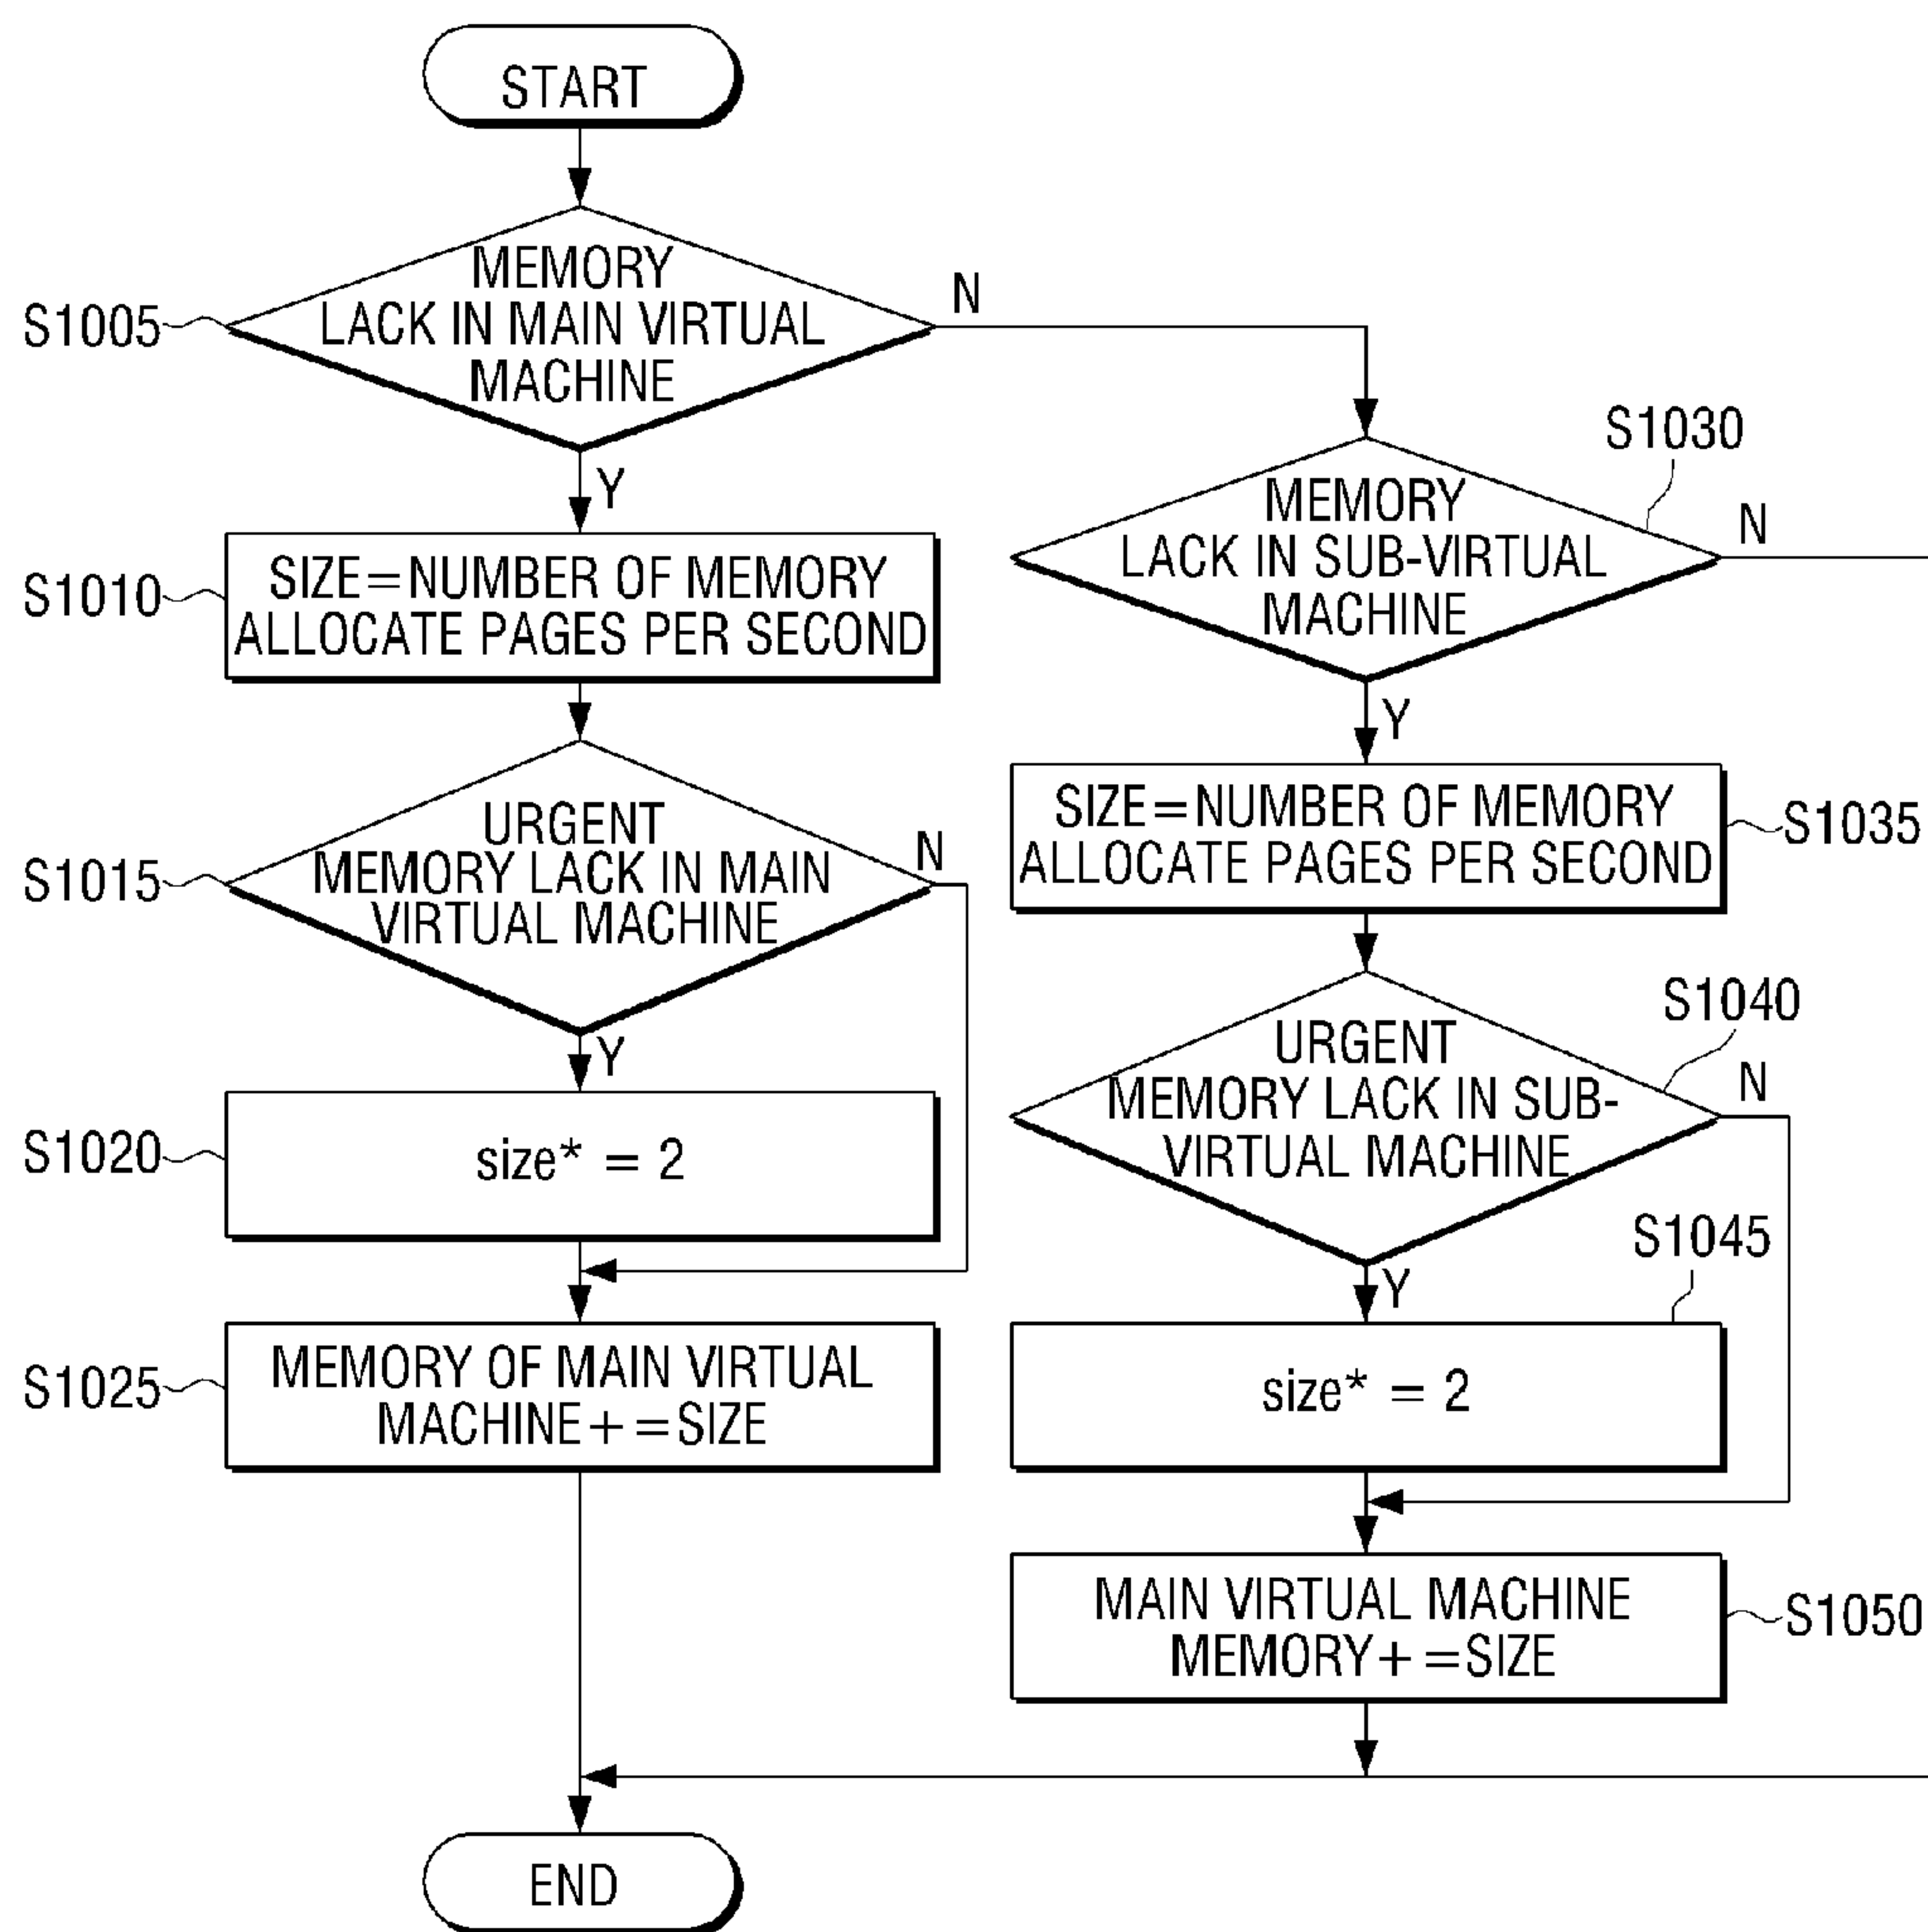 START
S1005
MEMORY
LACK IN MAIN VIRTUAL
MACHINE
N
Y
S1010
SIZE=NUMBER OF MEMORY
ALLOCATE PAGES PER SECOND
S1015
URGENT
MEMORY LACK IN MAIN
VIRTUAL MACHINE
N
Y
S1020
size* = 2
S1025
MEMORY OF MAIN VIRTUAL
MACHINE+=SIZE
S1030
MEMORY
LACK IN SUB-VIRTUAL
MACHINE
N
Y
SIZE=NUMBER OF MEMORY
ALLOCATE PAGES PER SECOND
S1035
S1040
URGENT
MEMORY LACK IN SUB-
VIRTUAL MACHINE
N
Y
S1045
size* = 2
MAIN VIRTUAL MACHINE
MEMORY+=SIZE
S1050
END